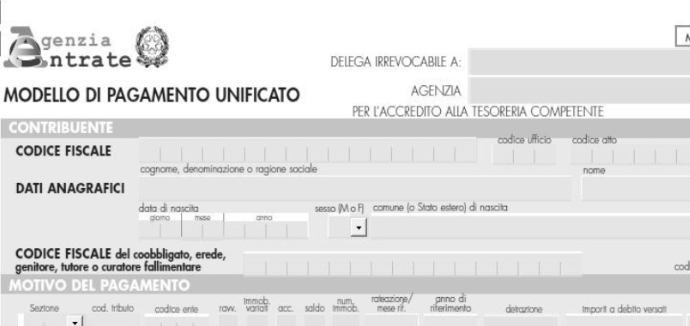 Agenzia
Entrate
DELEGA IRREVOCABILE A:
MODELLO DI PAGAMENTO UNIFICATO
AGENZIA
PER L'ACCREDITO ALLA TESORERIA COMPETENTE
CONTRIBUENTE
CODICE FISCALE
codice ufficio codice atto
cognome, denominazione o ragione sociale nome
DATI ANAGRAFICI
data di nascita sesso (M o F) comune (o Stato estero) di nascita
giorno mese anno
CODICE FISCALE del coobbligato, erede,
genitore, tutore o curatore fallimentare cod
MOTIVO DEL PAGAMENTO
Sezione cod. tributo codice ente ravv. immob. variati acc. saldo num. immob. rateazione/ mese rif. anno di riferimento detrazione importi a debito versati